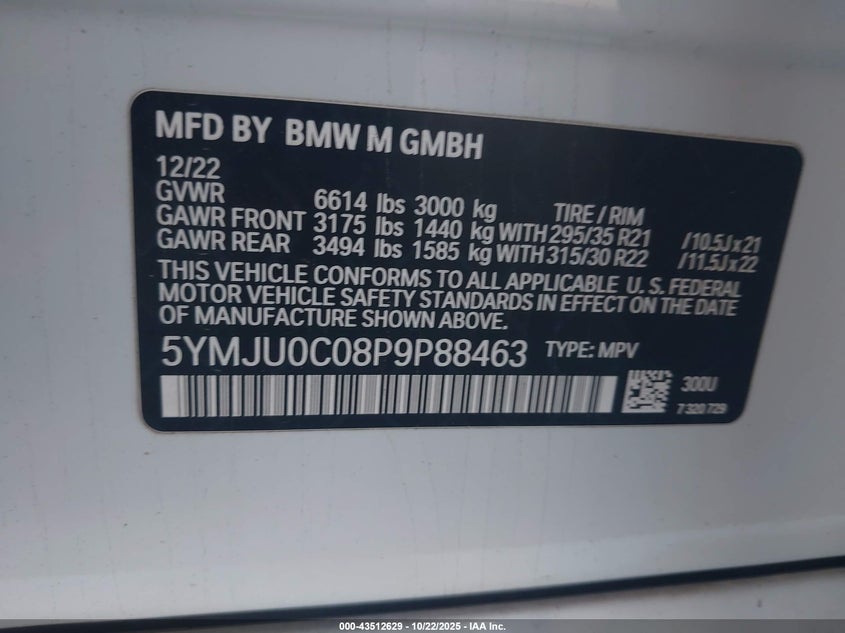 MFD BY BMW M GMBH
12/22
GVWR 6614 lbs 3000 kg TIRE / RIM
GAWR FRONT 3175 lbs 1440 kg WITH 295/35 R21 /10.5J x 21
GAWR REAR 3494 lbs 1585 kg WITH 315/30 R22 /11.5J x 22
THIS VEHICLE CONFORMS TO ALL APPLICABLE U. S. FEDERAL
MOTOR VEHICLE SAFETY STANDARDS IN EFFECT ON THE DATE
OF MANUFACTURE SHOWN ABOVE.
5YMJU0C08P9P88463 TYPE: MPV
300U
7 320 729
000-43512629 - 10/22/2025 - IAA Inc.